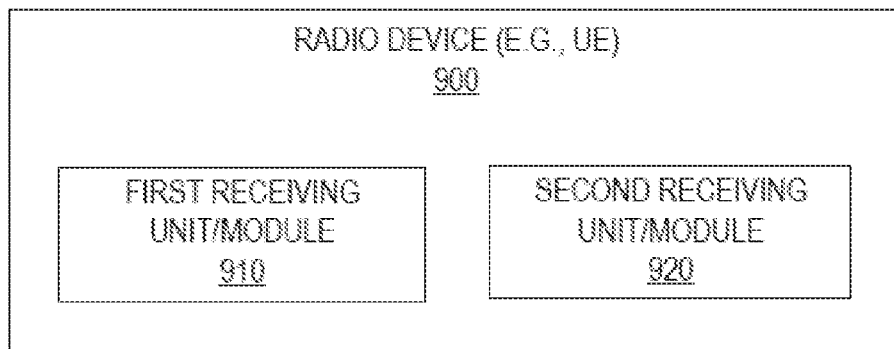 RADIO DEVICE (E.G., UE)
900
FIRST RECEIVING
UNIT/MODULE
910
SECOND RECEIVING
UNIT/MODULE
920